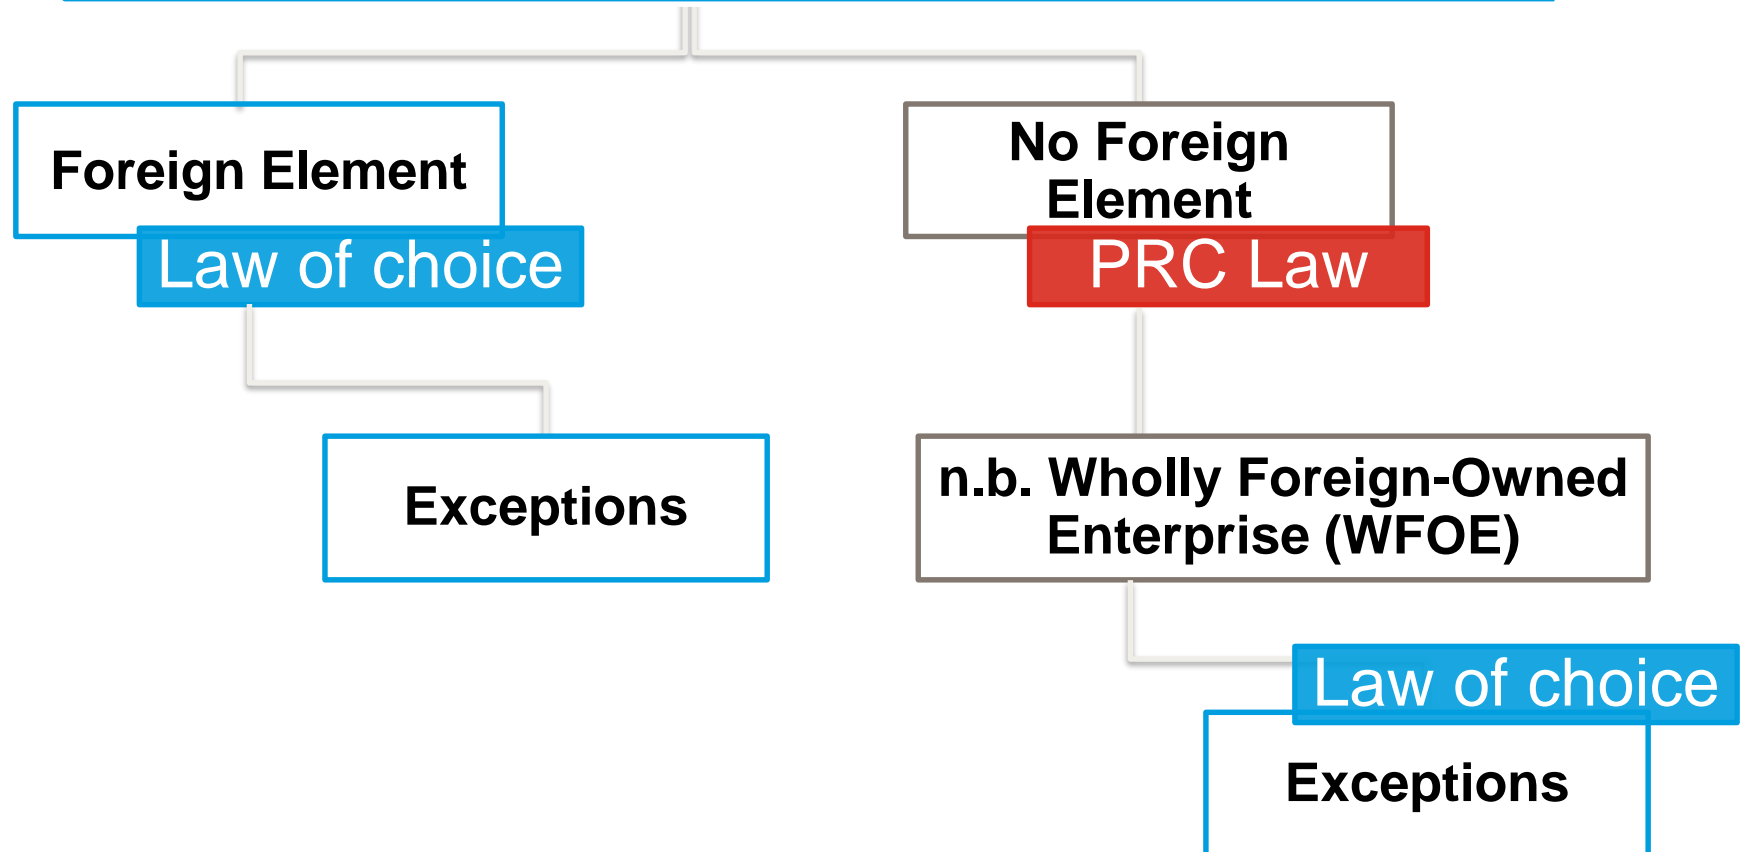 Foreign Element
Law of choice
Exceptions
No Foreign
Element
PRC Law
n.b. Wholly Foreign-Owned
Enterprise (WFOE)
Law of choice
Exceptions